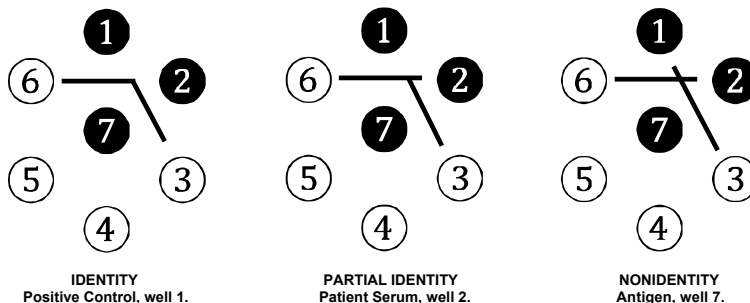 1
6 2
7
5 3
4
IDENTITY
Positive Control, well 1.
1
6 2
7
5 3
4
PARTIAL IDENTITY
Patient Serum, well 2.
1
6 2
7
5 3
4
NONIDENTITY
Antigen, well 7.